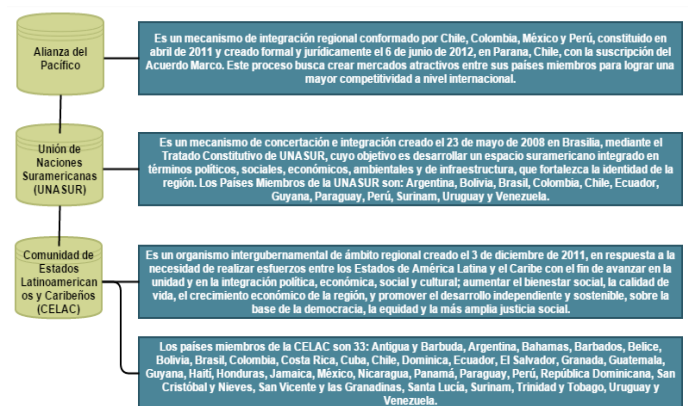 Alianza del
Pacífico
Es un mecanismo de integración regional conformado por Chile, Colombia, México y Perú, constituido en
abril de 2011 y creado formal y jurídicamente el 6 de junio de 2012, en Parana, Chile, con la suscripción del
Acuerdo Marco. Este proceso busca crear mercados atractivos entre sus países miembros para lograr una
mayor competitividad a nivel internacional.
Unión de
Naciones
Suramericanas
(UNASUR)
Es un mecanismo de concertación e integración creado el 23 de mayo de 2008 en Brasilia, mediante el
Tratado Constitutivo de UNASUR, cuyo objetivo es desarrollar un espacio suramericano integrado en
términos políticos, sociales, económicos, ambientales y de infraestructura, que fortalezca la identidad de la
región. Los Países Miembros de la UNASUR son: Argentina, Bolivia, Brasil, Colombia, Chile, Ecuador,
Guyana, Paraguay, Perú, Surinam, Uruguay y Venezuela.
Comunidad de
Estados
Latinoamerican
os y Caribeños
(CELAC)
Es un organismo intergubernamental de ámbito regional creado el 3 de diciembre de 2011, en respuesta a la
necesidad de realizar esfuerzos entre los Estados de América Latina y el Caribe con el fin de avanzar en la
unidad y en la integración política, económica, social y cultural; aumentar el bienestar social, la calidad de
vida, el crecimiento económico de la región, y promover el desarrollo independiente y sostenible, sobre la
base de la democracia, la equidad y la más amplia justicia social.
Los países miembros de la CELAC son 33: Antigua y Barbuda, Argentina, Bahamas, Barbados, Belice,
Bolivia, Brasil, Colombia, Costa Rica, Cuba, Chile, Dominica, Ecuador, El Salvador, Granada, Guatemala,
Guyana, Haití, Honduras, Jamaica, México, Nicaragua, Panamá, Paraguay, Perú, República Dominicana, San
Cristóbal y Nieves, San Vicente y las Granadinas, Santa Lucía, Surinam, Trinidad y Tobago, Uruguay y
Venezuela.